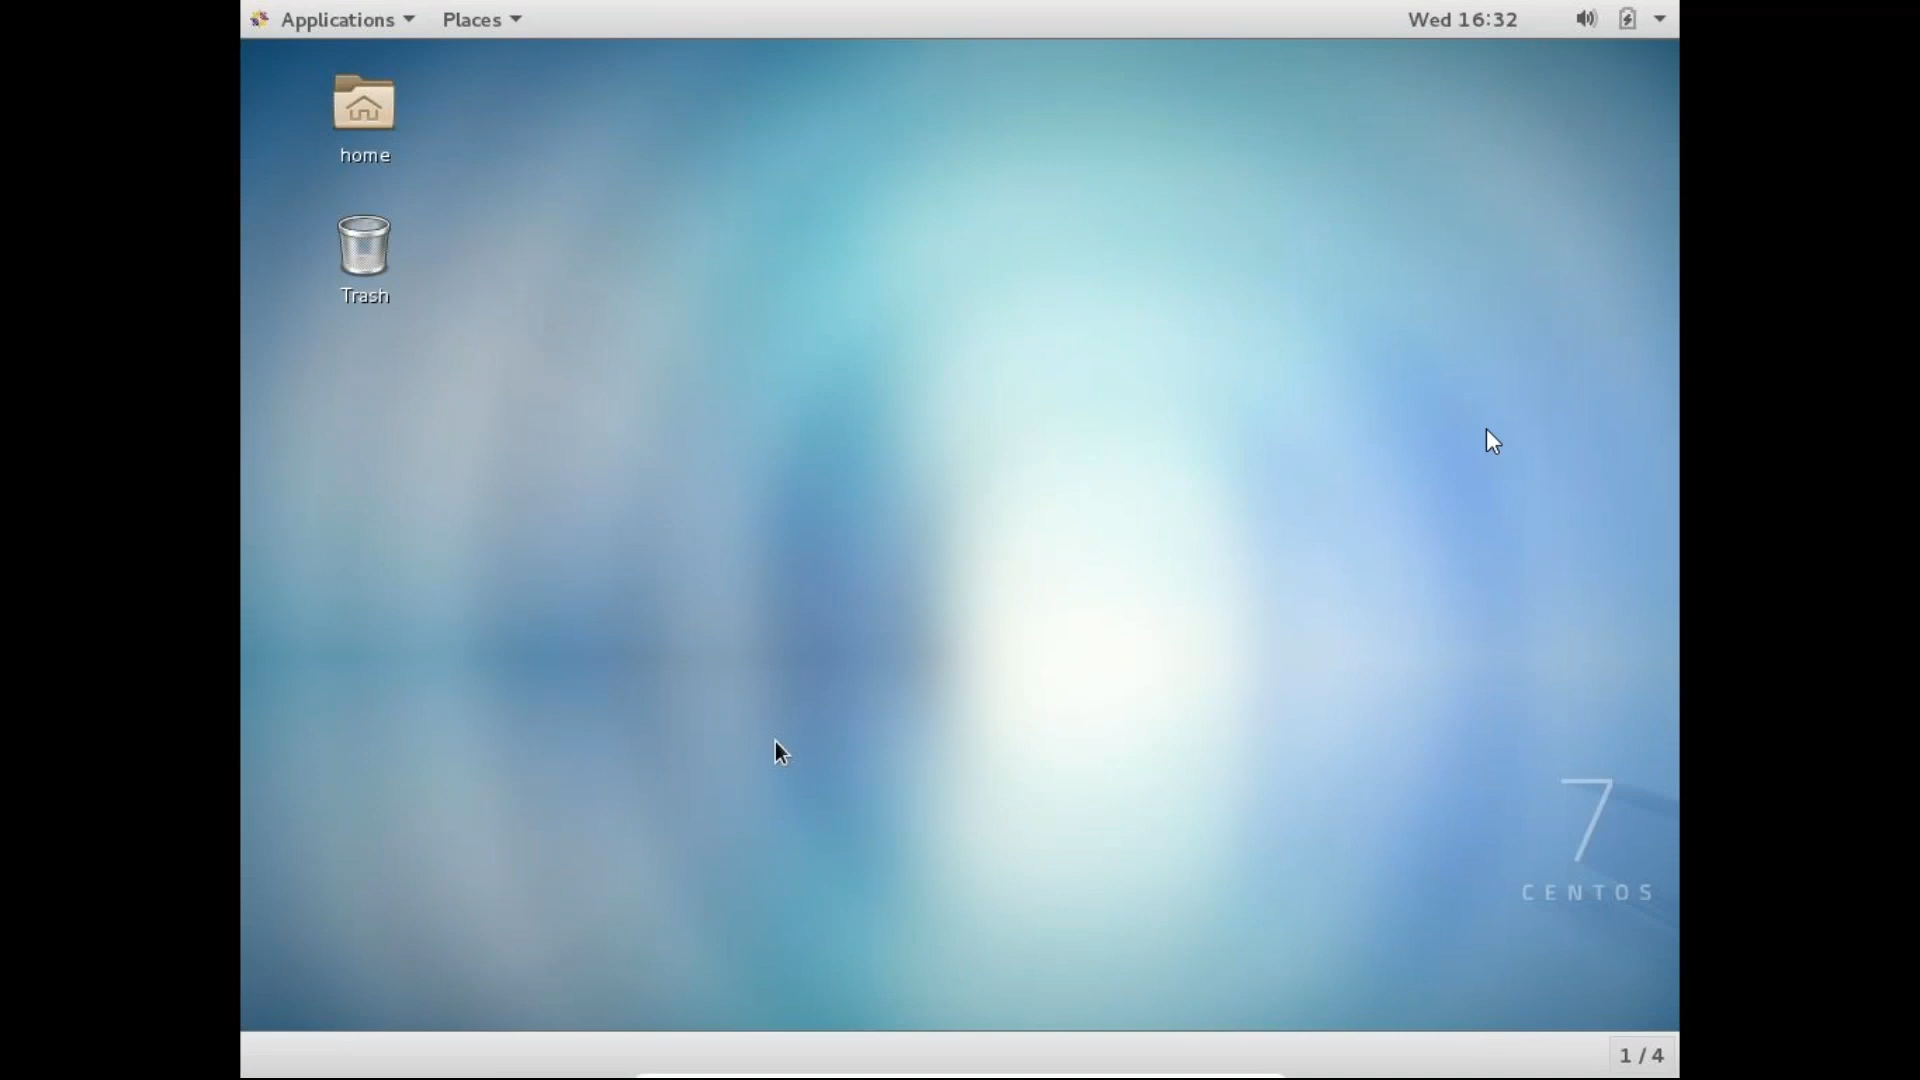 Applications Places Wed 16:32
home
Trash
7
CENTOS
1 / 4